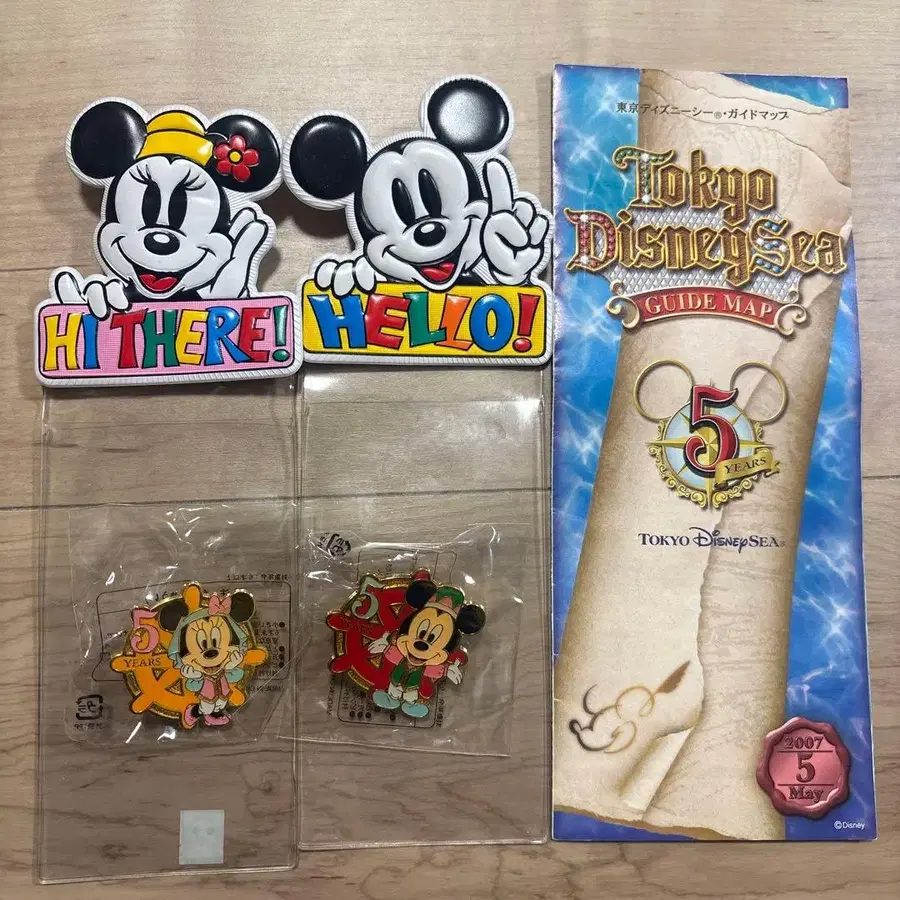 HI THERE!
HELLO!
5
YEARS
5
東京ディズニーシー®・ガイドマップ
Tokyo
DisneySea
GUIDE MAP
5
YEARS
TOKYO DISNEYSEA®
2007
5
May
©Disney